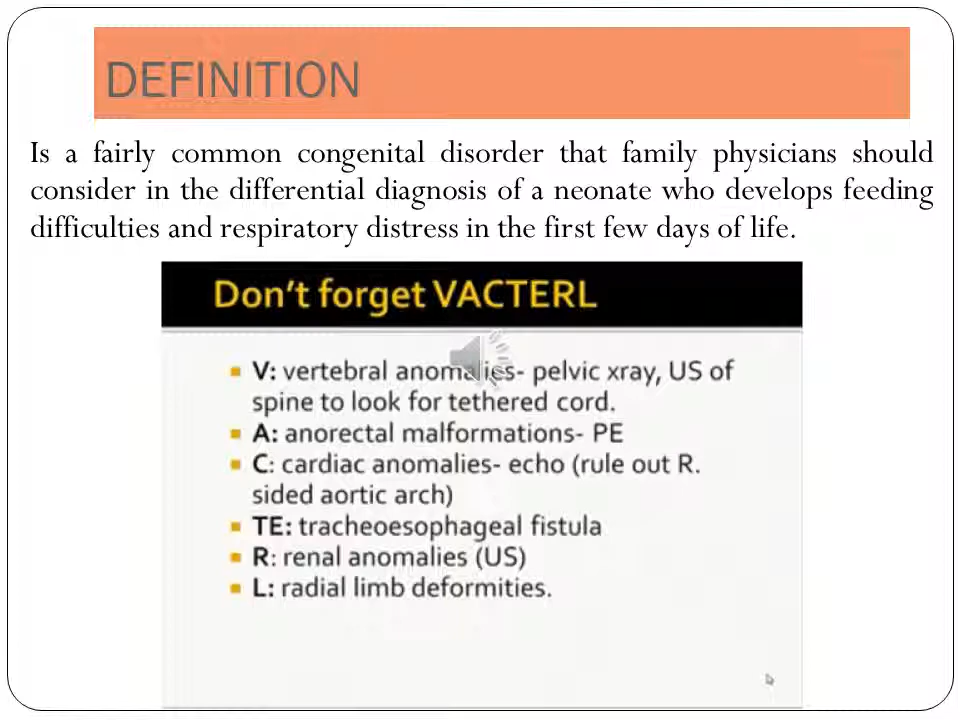 DEFINITION
Is a fairly common congenital disorder that family physicians should
consider in the differential diagnosis of a neonate who develops feeding
difficulties and respiratory distress in the first few days of life.
Don't forget VACTERL
V: vertebral anomalies- pelvic xray, US of
spine to look for tethered cord.
A: anorectal malformations- PE
C: cardiac anomalies- echo (rule out R.
sided aortic arch)
TE: tracheoesophageal fistula
R: renal anomalies (US)
L: radial limb deformities.